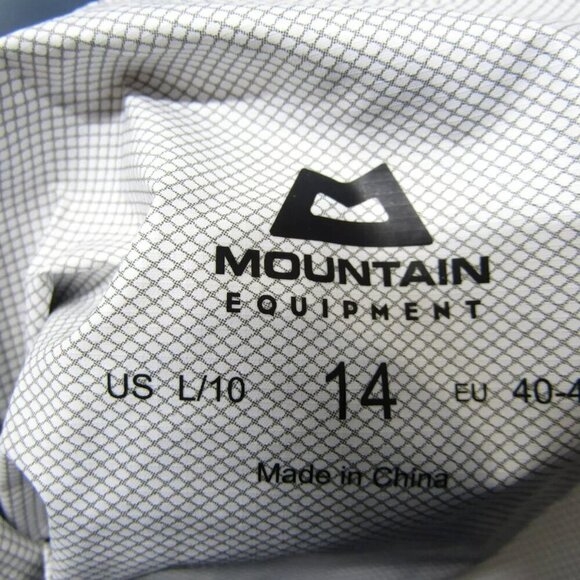 MOUNTAIN
EQUIPMENT
US L/10 14 EU 40-4
Made in China